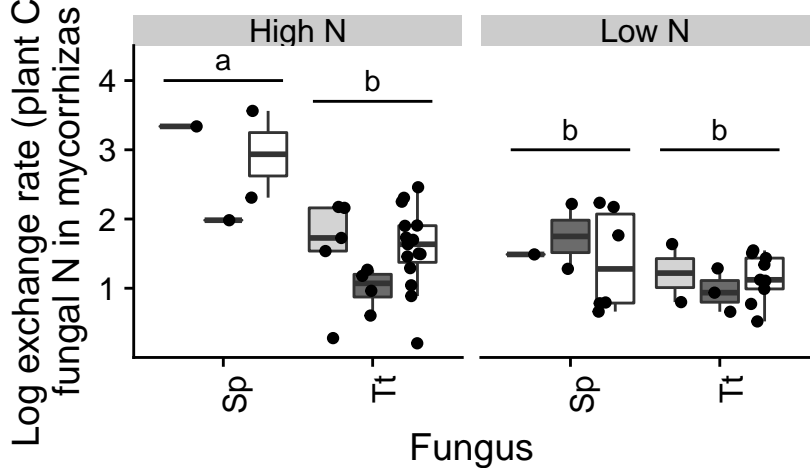 Log exchange rate (plant C
fungal N in mycorrhizas
High N
Low N
4
3
2
1
a
b
b
b
Sp
Tt
Sp
Tt
Fungus